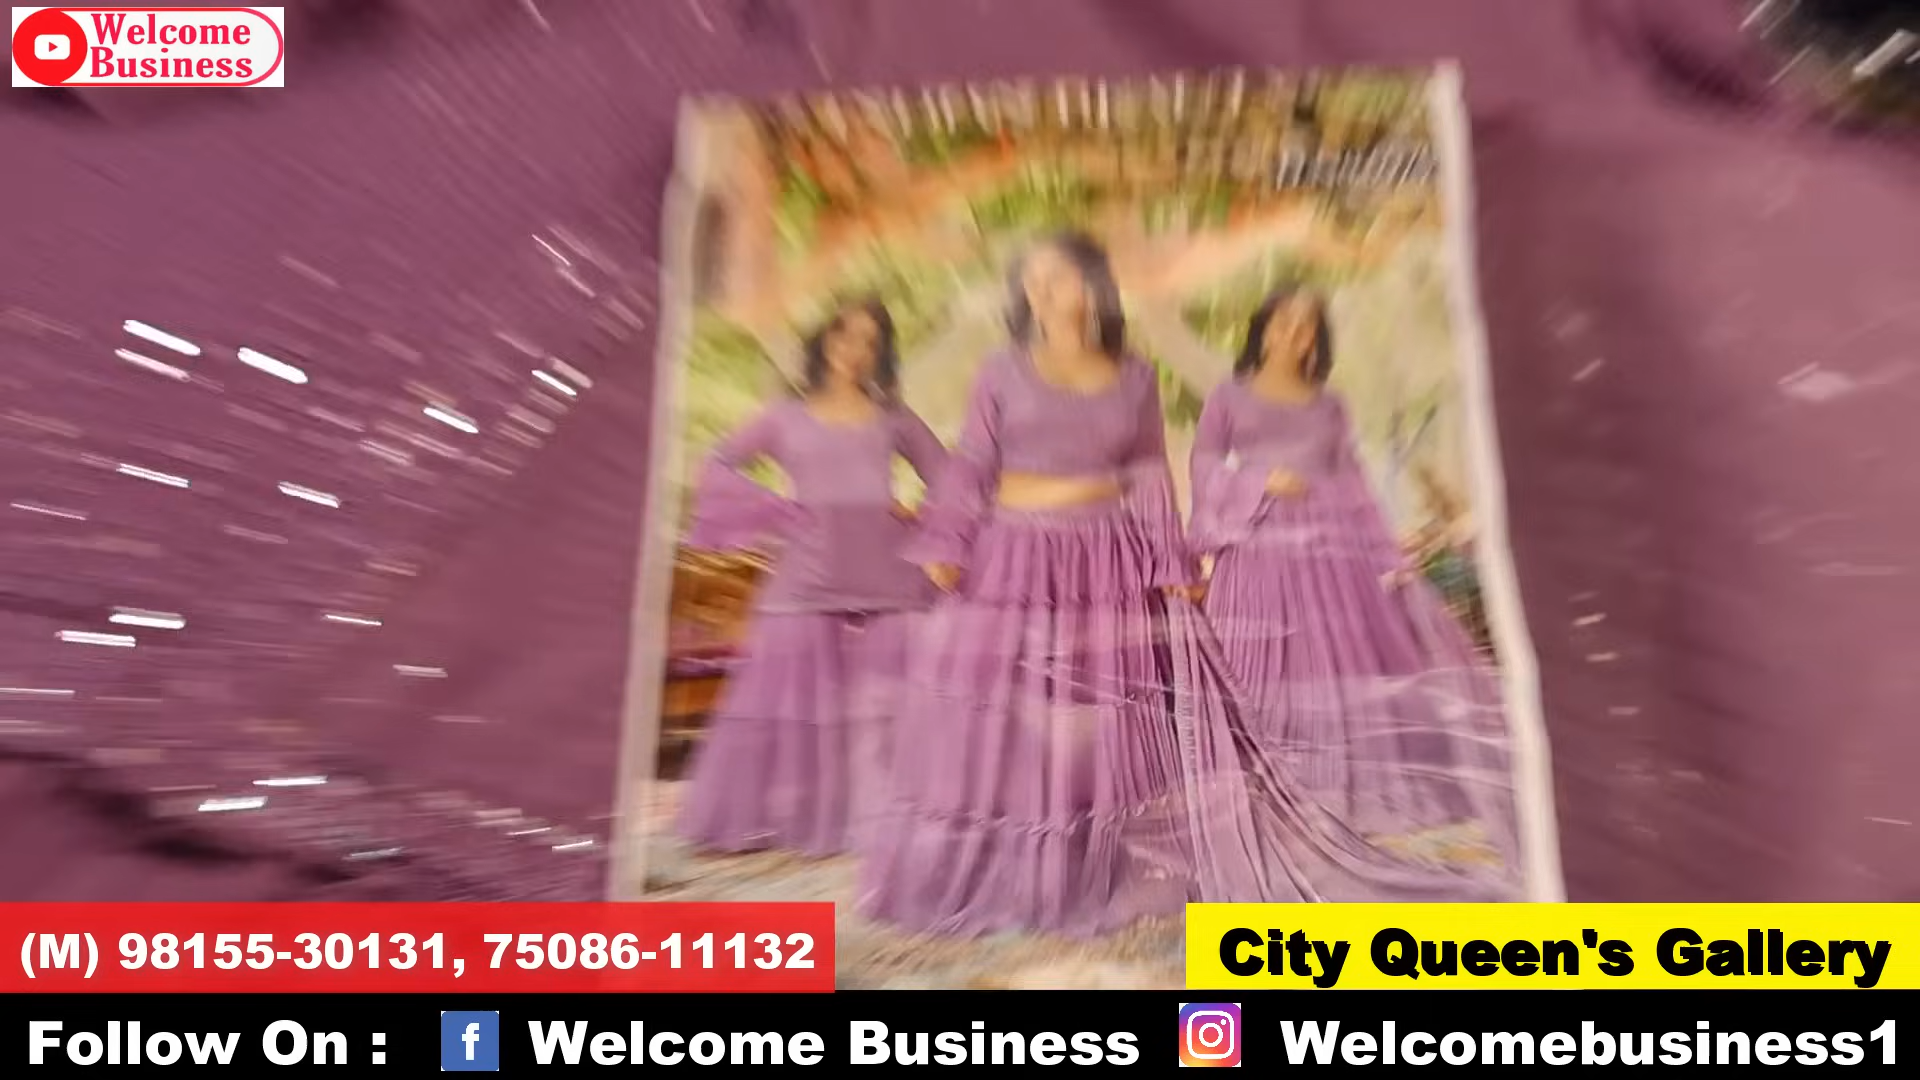 Welcome
Business
(M) 98155-30131, 75086-11132
City Queen's Gallery
Follow On : f Welcome Business Welcomebusiness1